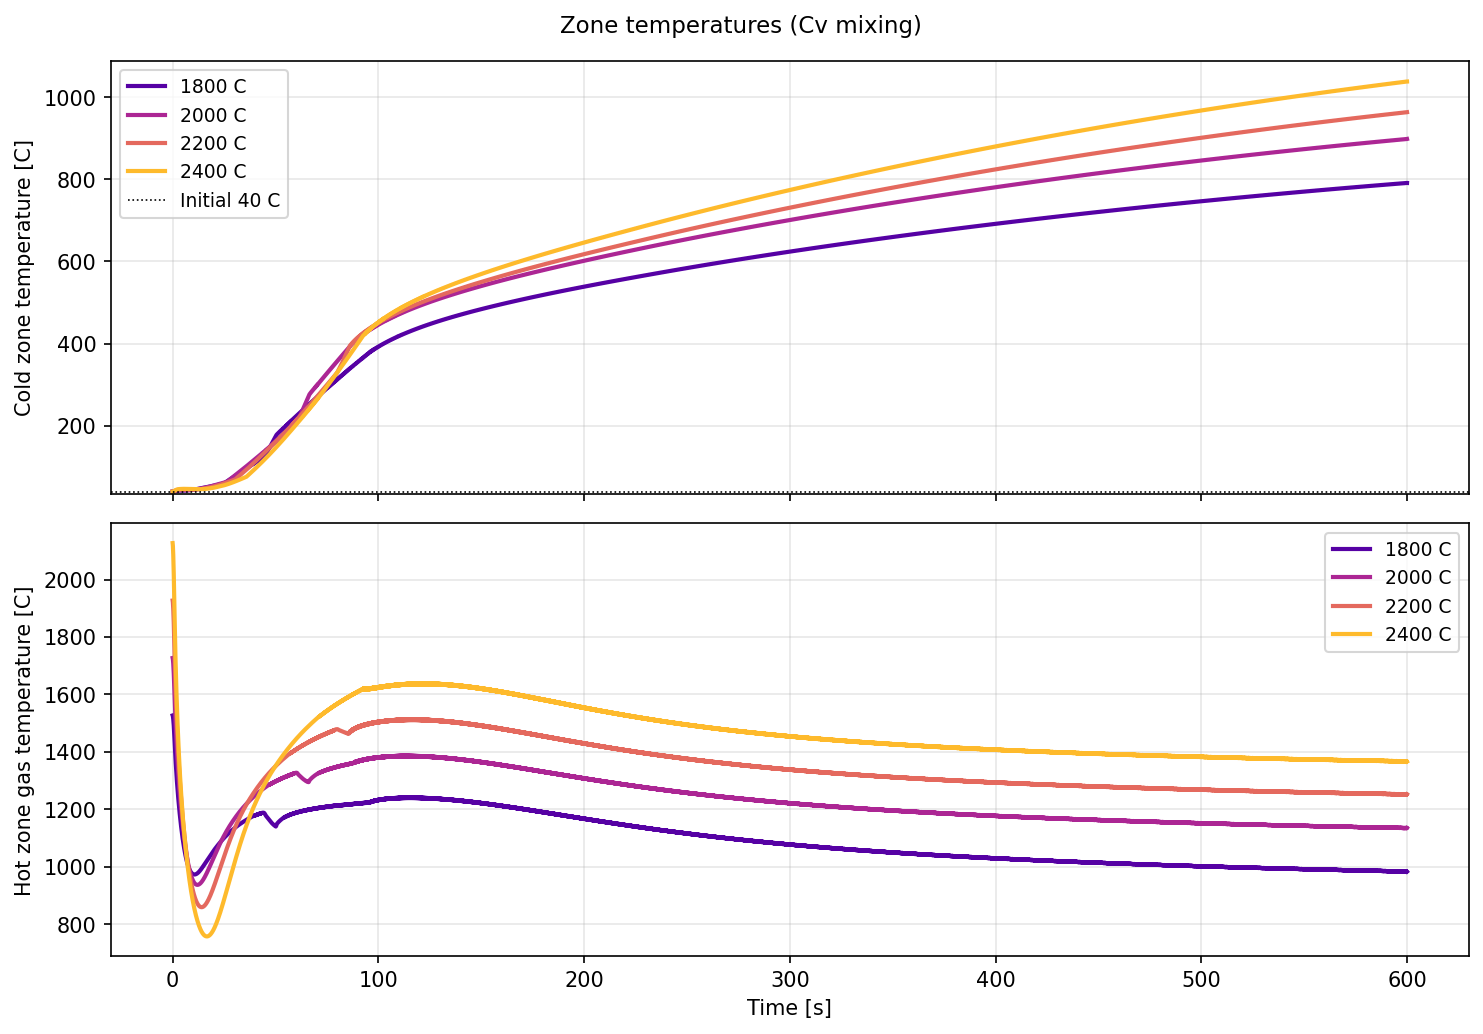 Zone temperatures (Cv mixing)
Cold zone temperature [C]
1000
800
600
400
200
1800 C
2000 C
2200 C
2400 C
Initial 40 C
Hot zone gas temperature [C]
2000
1800
1600
1400
1200
1000
800
1800 C
2000 C
2200 C
2400 C
0 100 200 300 400 500 600
Time [s]